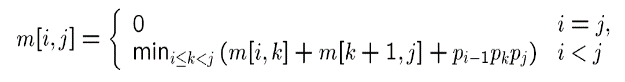 m[i, j] = { 0 i = j,
min_{i≤k<j} (m[i, k] + m[k + 1, j] + p_{i−1}p_kp_j) i < j